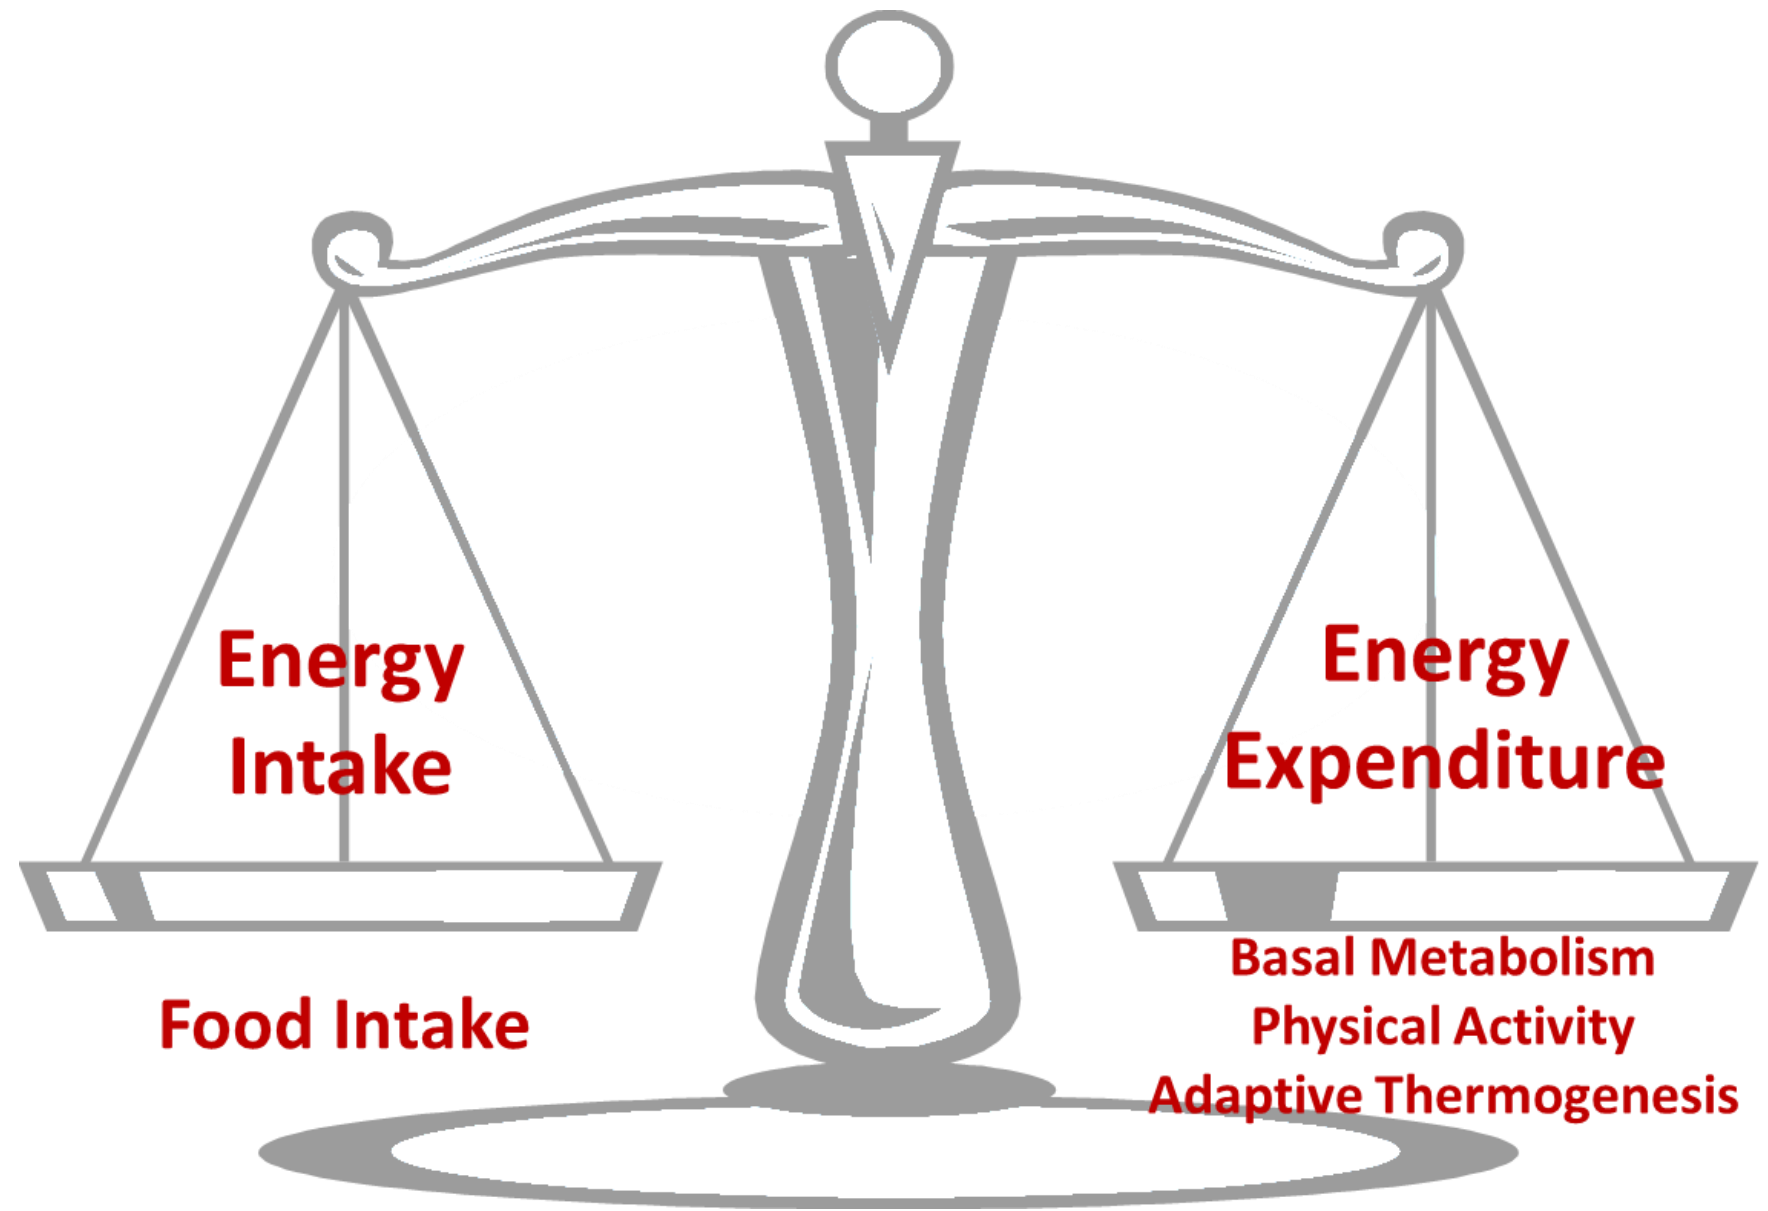 Energy
Intake
Food Intake
Energy
Expenditure
Basal Metabolism
Physical Activity
Adaptive Thermogenesis